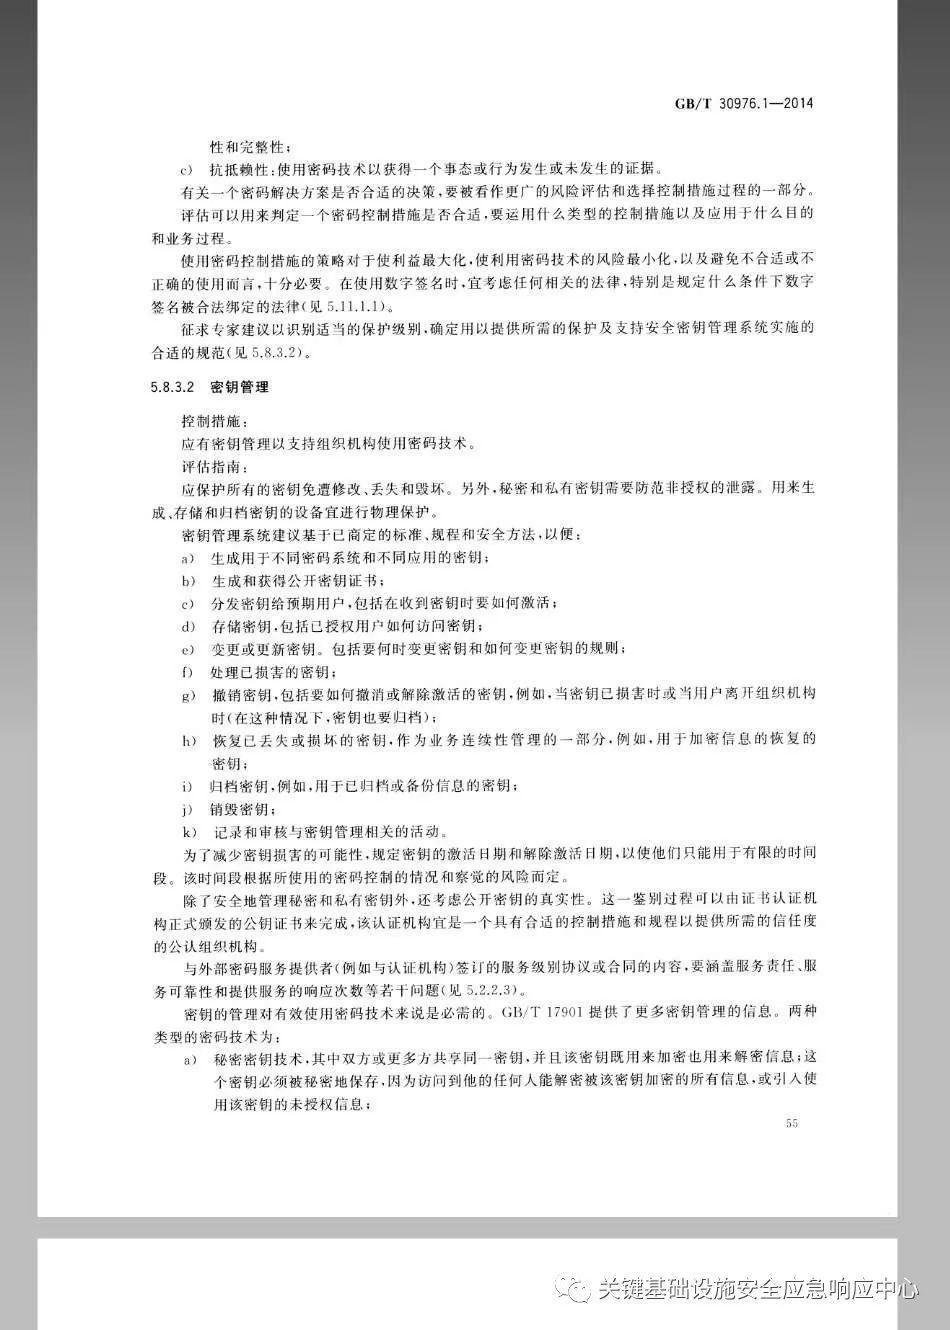 GB/T 30976.1—2014
性和完整性；
c) 抗抵赖性：使用密码技术以获得一个事态或行为发生或未发生的证据。
有关一个密码解决方案是否合适的决策，要被看作更广的风险评估和选择控制措施过程的一部分。
评估可以用来判定一个密码控制措施是否合适，要运用什么类型的控制措施以及应用于什么目的
和业务过程。
使用密码控制措施的策略对于使利益最大化，使利用密码技术的风险最小化，以及避免不合适或不
正确的使用而言，十分必要。在使用数字签名时，宜考虑任何相关的法律，特别是规定什么条件下数字
签名被合法绑定的法律(见 5.11.1.1)。
征求专家建议以识别适当的保护级别，确定用以提供所需的保护及支持安全密钥管理系统实施的
合适的规范(见 5.8.3.2)。
5.8.3.2 密钥管理
控制措施：
应有密钥管理以支持组织机构使用密码技术。
评估指南：
应保护所有的密钥免遭修改、丢失和毁坏。另外，秘密和私有密钥需要防范非授权的泄露。用来生
成、存储和归档密钥的设备宜进行物理保护。
密钥管理系统建议基于已商定的标准、规程和安全方法，以便：
a) 生成用于不同密码系统和不同应用的密钥；
b) 生成和获得公开密钥证书；
c) 分发密钥给预期用户，包括在收到密钥时要如何激活；
d) 存储密钥，包括已授权用户如何访问密钥；
e) 变更或更新密钥。包括要何时变更密钥和如何变更密钥的规则；
f) 处理已损害的密钥；
g) 撤销密钥，包括要如何撤消或解除激活的密钥，例如，当密钥已损害时或当用户离开组织机构
时(在这种情况下，密钥也要归档)；
h) 恢复已丢失或损坏的密钥，作为业务连续性管理的一部分，例如，用于加密信息的恢复的
密钥；
i) 归档密钥，例如，用于已归档或备份信息的密钥；
j) 销毁密钥；
k) 记录和审核与密钥管理相关的活动。
为了减少密钥损害的可能性，规定密钥的激活日期和解除激活日期，以使他们只能用于有限的时间
段。该时间段根据所使用的密码控制的情况和察觉的风险而定。
除了安全地管理秘密和私有密钥外，还考虑公开密钥的真实性。这一鉴别过程可以由证书认证机
构正式颁发的公钥证书来完成，该认证机构宜是一个具有合适的控制措施和规程以提供所需的信任度
的公认组织机构。
与外部密码服务提供者(例如与认证机构)签订的服务级别协议或合同的内容，要涵盖服务责任、服
务可靠性和提供服务的响应次数等若干问题(见 5.2.2.3)。
密钥的管理对有效使用密码技术来说是必需的。GB/T 17901 提供了更多密钥管理的信息。两种
类型的密码技术为：
a) 秘密密钥技术，其中双方或更多方共享同一密钥，并且该密钥既用来加密也用来解密信息；这
个密钥必须被秘密地保存，因为访问到他的任何人能解密被该密钥加密的所有信息，或引入使
用该密钥的未授权信息；
55
关键基础设施安全应急响应中心